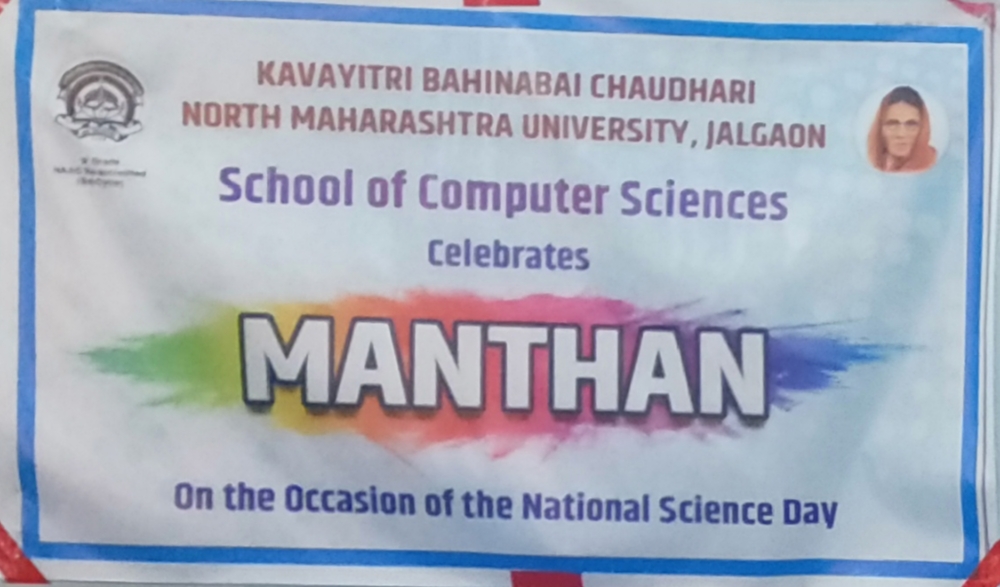 KAVAYITRI BAHINABAI CHAUDHARI
NORTH MAHARASHTRA UNIVERSITY, JALGAON
School of Computer Sciences
Celebrates
MANTHAN
On the Occasion of the National Science Day